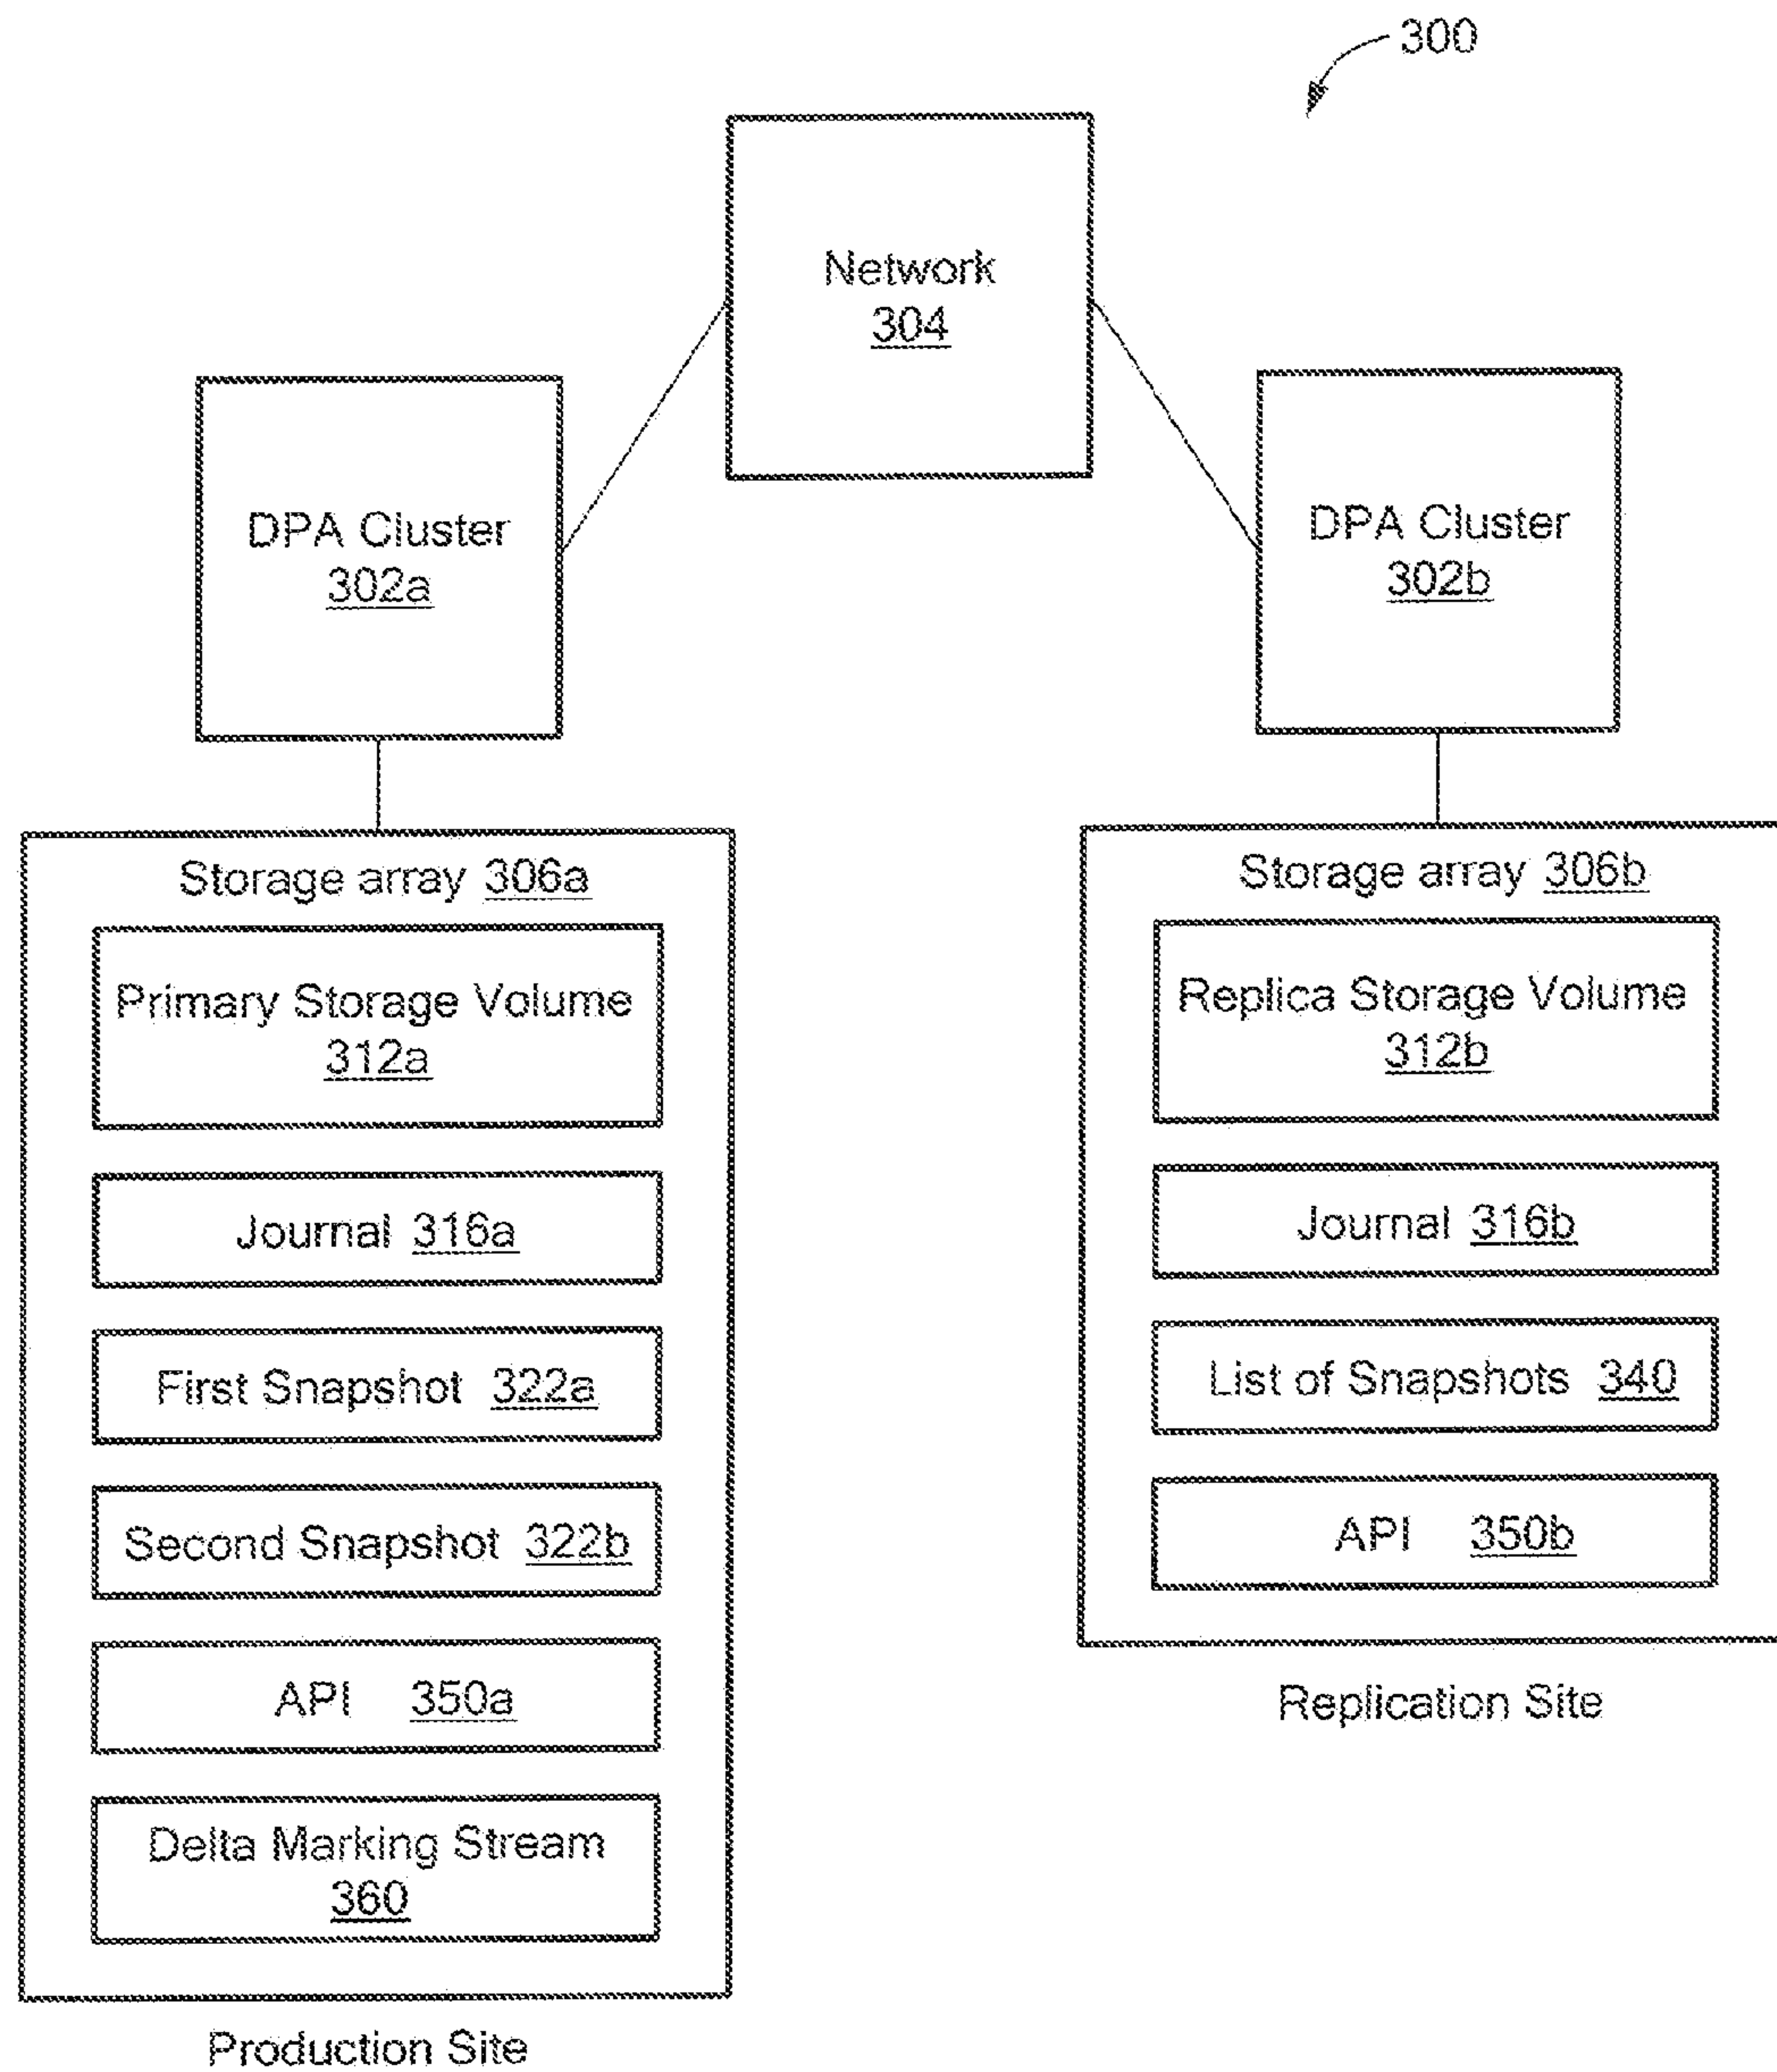 300
Network
304
DPA Cluster
302a
DPA Cluster
302b
Storage array 306a
Primary Storage Volume
312a
Journal 316a
First Snapshot 322a
Second Snapshot 322b
API 350a
Delta Marking Stream
360
Production Site
Storage array 306b
Replica Storage Volume
312b
Journal 316b
List of Snapshots 340
API 350b
Replication Site